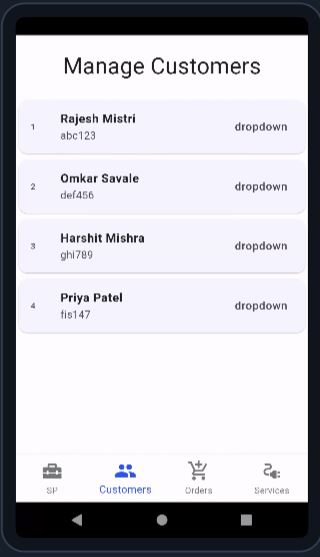 Manage Customers
1
Rajesh Mistri
abc123
dropdown
2
Omkar Savale
def456
dropdown
3
Harshit Mishra
ghi789
dropdown
4
Priya Patel
fis147
dropdown
SP
Customers
Orders
Services